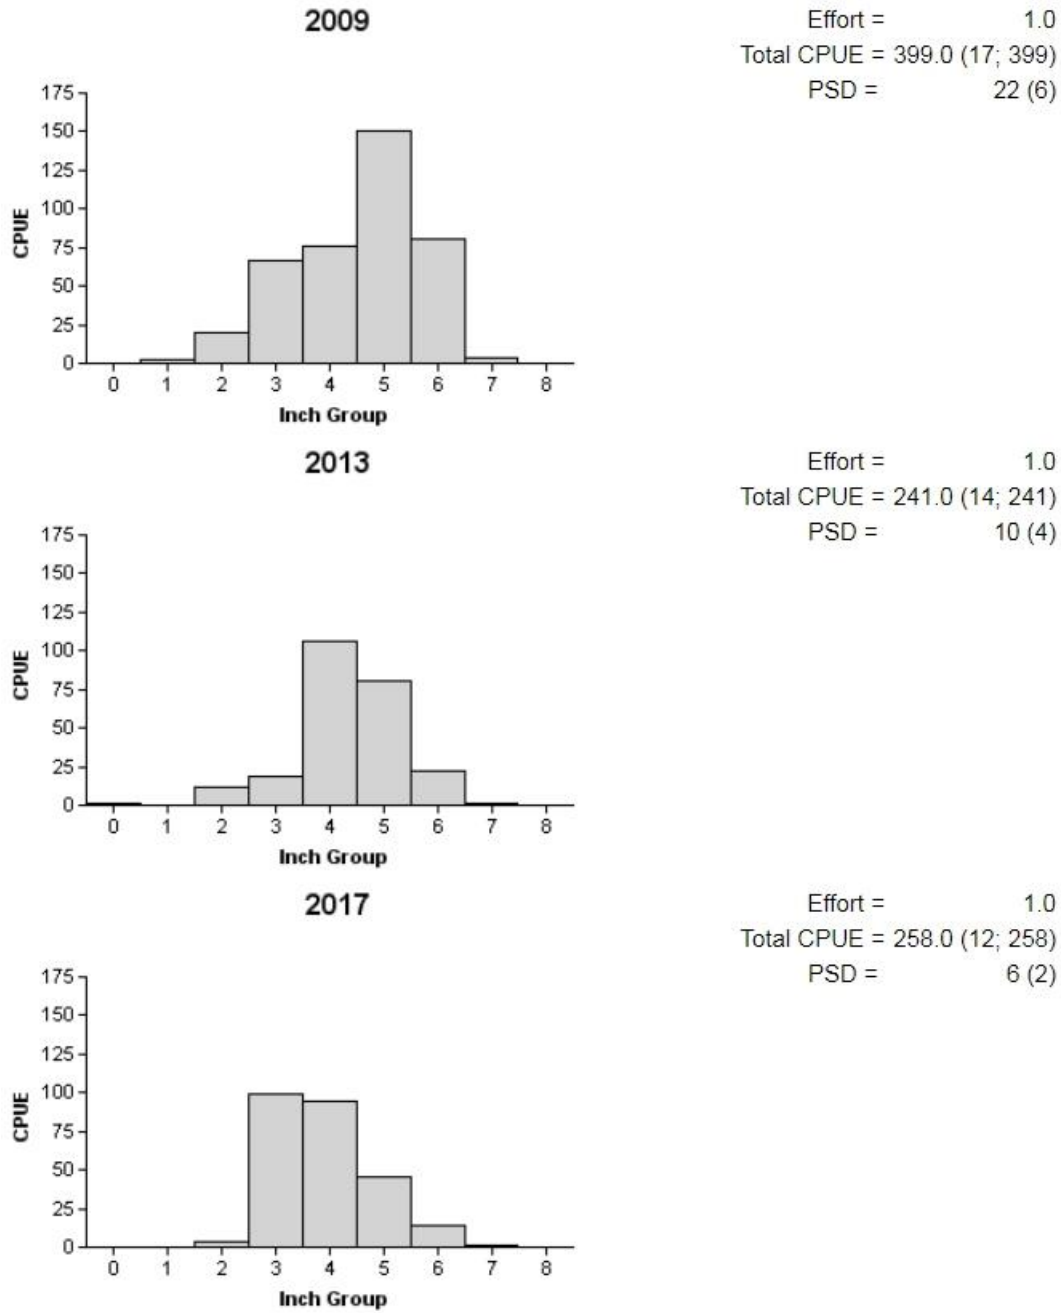 2009
Effort = 1.0
Total CPUE = 399.0 (17; 399)
PSD = 22 (6)
175
150
125
100
75
50
25
0
CPUE
0 1 2 3 4 5 6 7 8
Inch Group
2013
Effort = 1.0
Total CPUE = 241.0 (14; 241)
PSD = 10 (4)
175
150
125
100
75
50
25
0
CPUE
0 1 2 3 4 5 6 7 8
Inch Group
2017
Effort = 1.0
Total CPUE = 258.0 (12; 258)
PSD = 6 (2)
175
150
125
100
75
50
25
0
CPUE
0 1 2 3 4 5 6 7 8
Inch Group